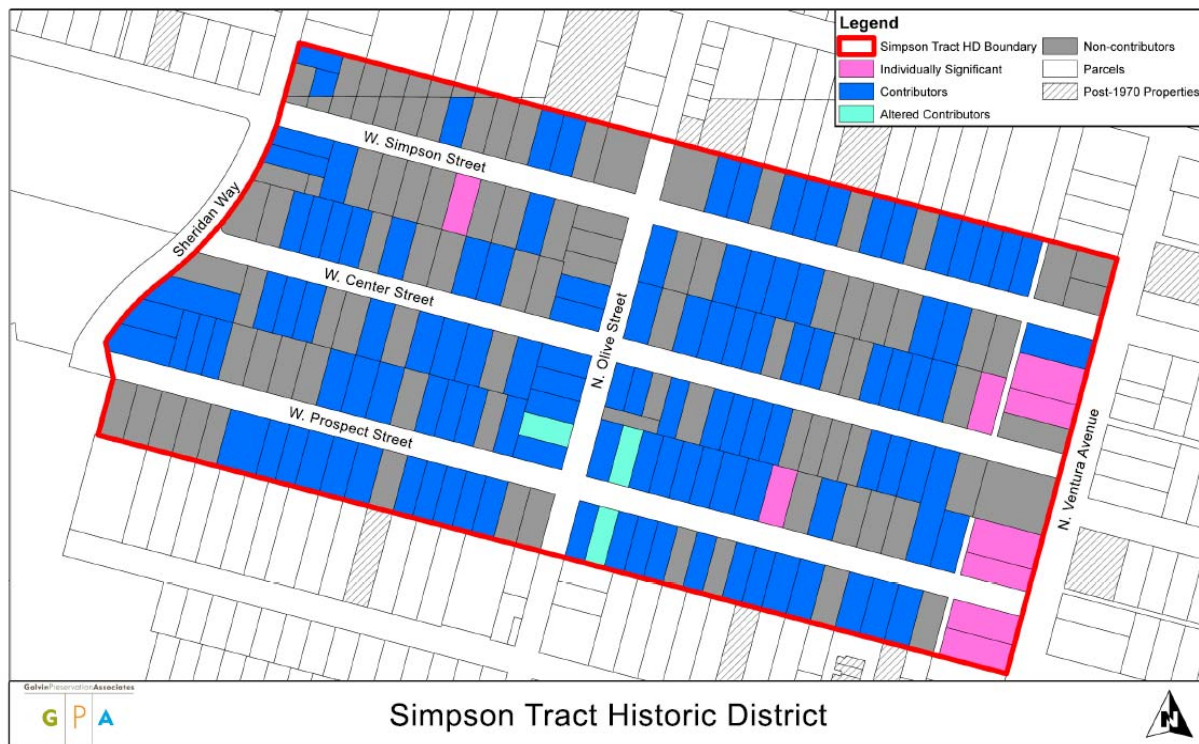 Legend
Simpson Tract HD Boundary
Individually Significant
Contributors
Altered Contributors
Non-contributors
Parcels
Post-1970 Properties
W. Simpson Street
Sheridan Way
W. Center Street
N. Olive Street
W. Prospect Street
N. Ventura Avenue
GalvinPreservationAssociates
G P A
Simpson Tract Historic District
N